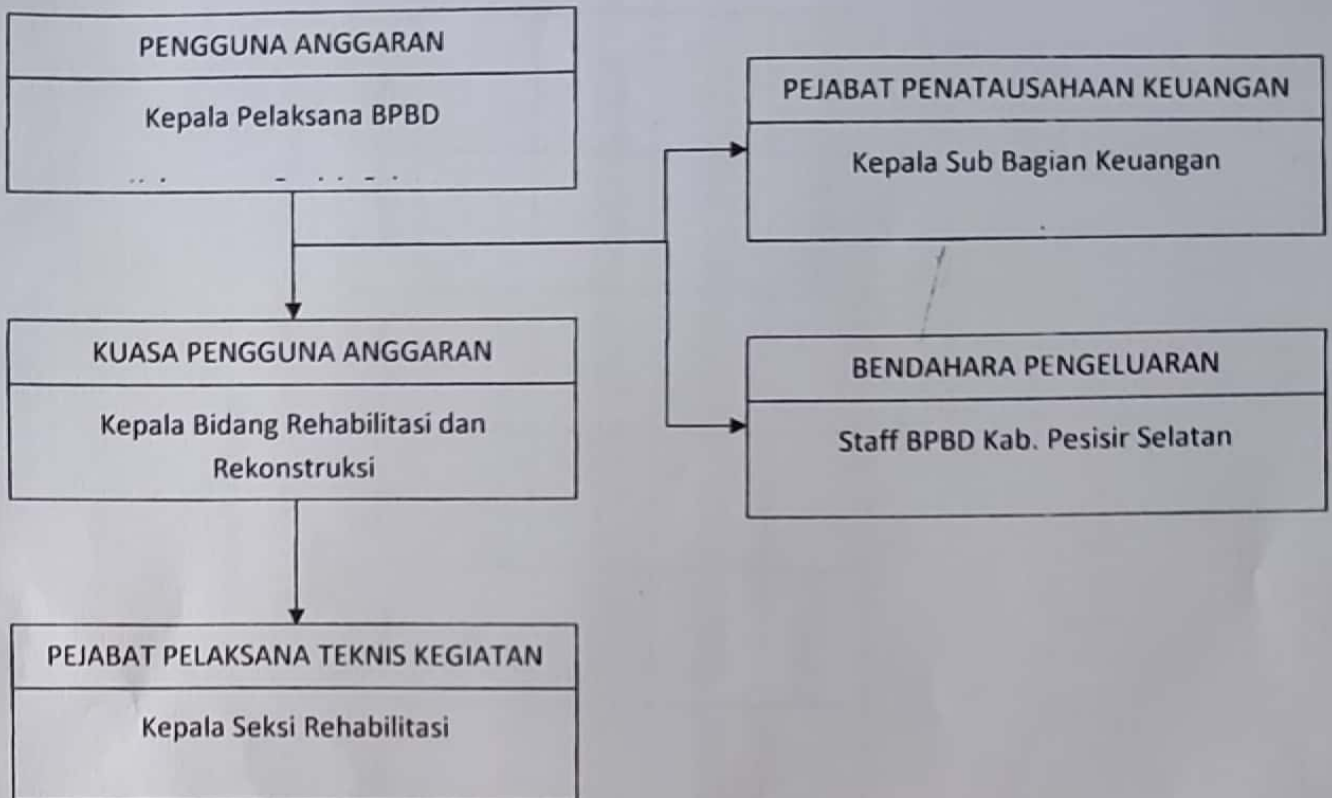 PENGGUNA ANGGARAN
Kepala Pelaksana BPBD
PEJABAT PENATAUSAHAAN KEUANGAN
Kepala Sub Bagian Keuangan
KUASA PENGGUNA ANGGARAN
Kepala Bidang Rehabilitasi dan
Rekonstruksi
BENDAHARA PENGELUARAN
Staff BPBD Kab. Pesisir Selatan
PEJABAT PELAKSANA TEKNIS KEGIATAN
Kepala Seksi Rehabilitasi